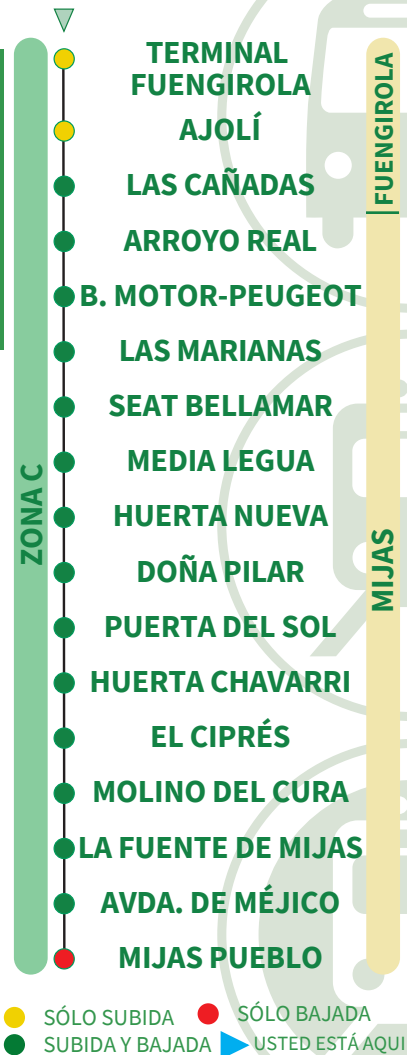 TERMINAL
FUENGIROLA
AJOLÍ
LAS CAÑADAS
ARROYO REAL
B. MOTOR-PEUGEOT
LAS MARIANAS
SEAT BELLAMAR
MEDIA LEGUA
HUERTA NUEVA
DOÑA PILAR
PUERTA DEL SOL
HUERTA CHAVARRI
EL CIPRÉS
MOLINO DEL CURA
LA FUENTE DE MIJAS
AVDA. DE MÉJICO
MIJAS PUEBLO
ZONA C
FUENGIROLA
MIJAS
SÓLO SUBIDA
SÓLO BAJADA
SUBIDA Y BAJADA
USTED ESTÁ AQUI